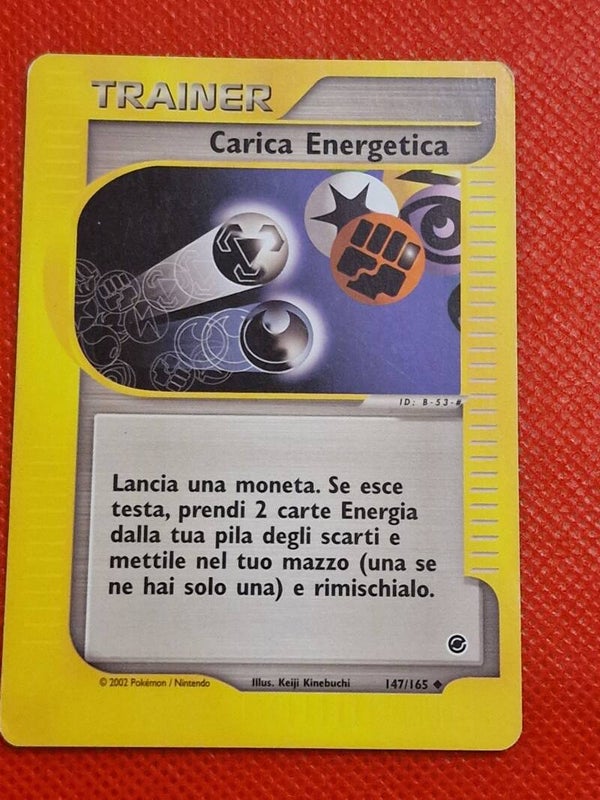 TRAINER
Carica Energetica
ID: B-53-#
Lancia una moneta. Se esce
testa, prendi 2 carte Energia
dalla tua pila degli scarti e
mettile nel tuo mazzo (una se
ne hai solo una) e rimischialo.
© 2002 Pokémon / Nintendo Illus. Keiji Kinebuchi 147/165 ◆